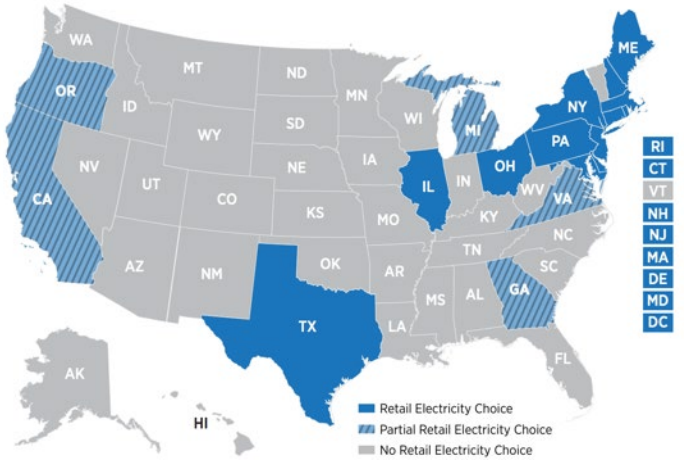 WA
MT
ND
MN
ME
OR
ID
SD
WI
MI
NY
WY
IA
PA
NE
NV
UT
CO
IL
IN
OH
WV
VA
CA
KS
MO
KY
NC
TN
AZ
NM
OK
AR
SC
MS
AL
GA
TX
LA
FL
AK
HI
RI
CT
VT
NH
NJ
MA
DE
MD
DC
Retail Electricity Choice
Partial Retail Electricity Choice
No Retail Electricity Choice